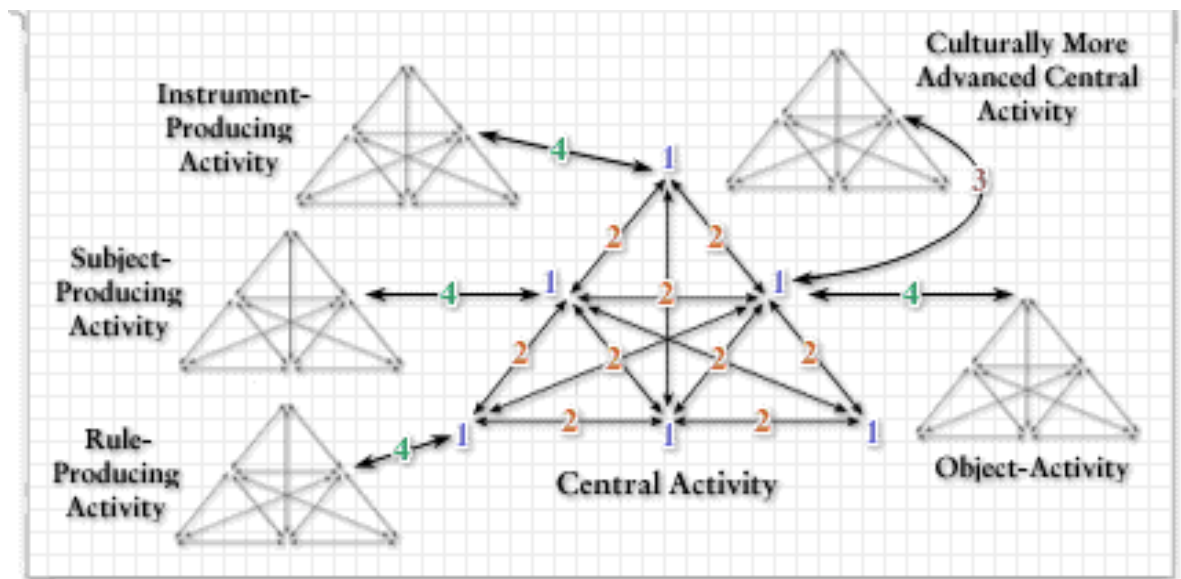 Culturally More
Advanced Central
Activity
Instrument-
Producing
Activity
4
1
3
2 2
Subject-
Producing
Activity
4
1
2
1
4
2 2 2 2
Rule-
Producing
Activity
4
1
2
1
2
1
Central Activity
Object-Activity